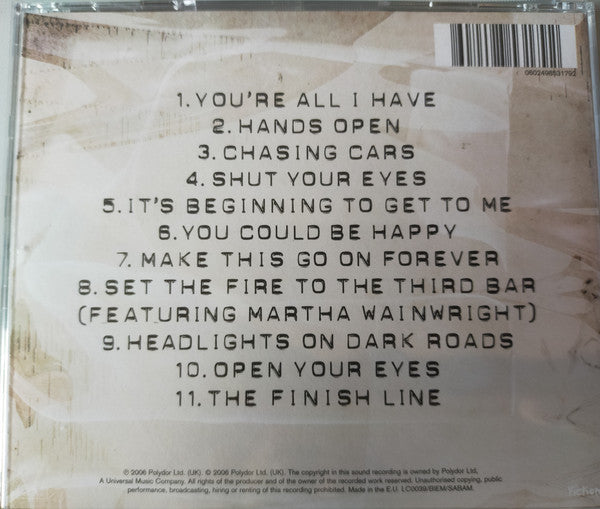 0602498531792
1. YOU'RE ALL I HAVE
2. HANDS OPEN
3. CHASING CARS
4. SHUT YOUR EYES
5. IT'S BEGINNING TO GET TO ME
6. YOU COULD BE HAPPY
7. MAKE THIS GO ON FOREVER
8. SET THE FIRE TO THE THIRD BAR
(FEATURING MARTHA WAINWRIGHT)
9. HEADLIGHTS ON DARK ROADS
10. OPEN YOUR EYES
11. THE FINISH LINE
℗ 2006 Polydor Ltd. (UK). © 2006 Polydor Ltd. (UK). The copyright in this sound recording is owned by Polydor Ltd,
A Universal Music Company. All rights of the producer and of the owner of the recorded work reserved. Unauthorised copying, public
performance, broadcasting, hiring or renting of this recording prohibited. Made in the E.U. LC0039/BIEM/SABAM.